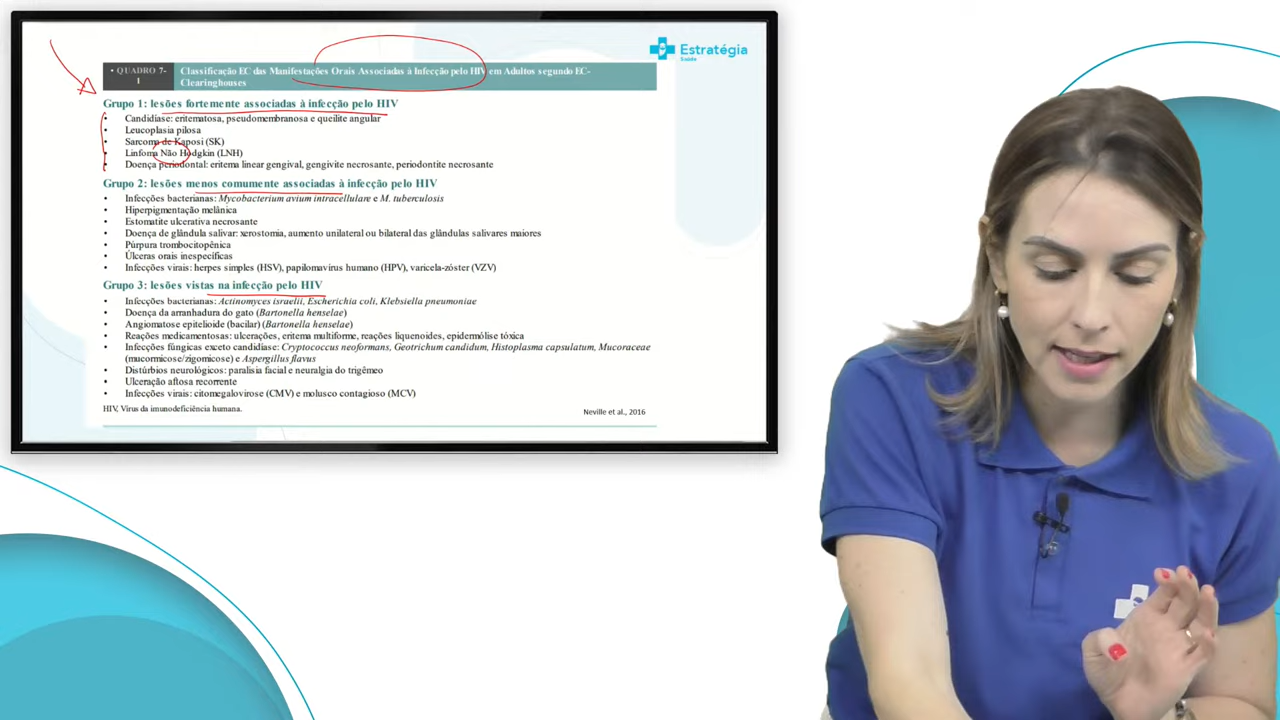 Estratégia
Saúde
• QUADRO 7-1
Classificação EC das Manifestações Orais Associadas à Infecção pelo HIV em Adultos segundo EC-
Clearinghouses
Grupo 1: lesões fortemente associadas à infecção pelo HIV
• Candidíase: eritematosa, pseudomembranosa e queilite angular
• Leucoplasia pilosa
• Sarcoma de Kaposi (SK)
• Linfoma Não Hodgkin (LNH)
• Doença periodontal: eritema linear gengival, gengivite necrosante, periodontite necrosante
Grupo 2: lesões menos comumente associadas à infecção pelo HIV
• Infecções bacterianas: Mycobacterium avium intracellulare e M. tuberculosis
• Hiperpigmentação melânica
• Estomatite ulcerativa necrosante
• Doença de glândula salivar: xerostomia, aumento unilateral ou bilateral das glândulas salivares maiores
• Púrpura trombocitopênica
• Úlceras orais inespecíficas
• Infecções virais: herpes simples (HSV), papilomavírus humano (HPV), varicela-zóster (VZV)
Grupo 3: lesões vistas na infecção pelo HIV
• Infecções bacterianas: Actinomyces israelii, Escherichia coli, Klebsiella pneumoniae
• Doença da arranhadura do gato (Bartonella henselae)
• Angiomatose epitelioide (bacilar) (Bartonella henselae)
• Reações medicamentosas: ulcerações, eritema multiforme, reações liquenoides, epidermólise tóxica
• Infecções fúngicas exceto candidíase: Cryptococcus neoformans, Geotrichum candidum, Histoplasma capsulatum, Mucoraceae
(mucormicose/zigomicose) e Aspergillus flavus
• Distúrbios neurológicos: paralisia facial e neuralgia do trigêmeo
• Ulceração aftosa recorrente
• Infecções virais: citomegalovirose (CMV) e molusco contagioso (MCV)
HIV, Vírus da imunodeficiência humana.
Neville et al., 2016